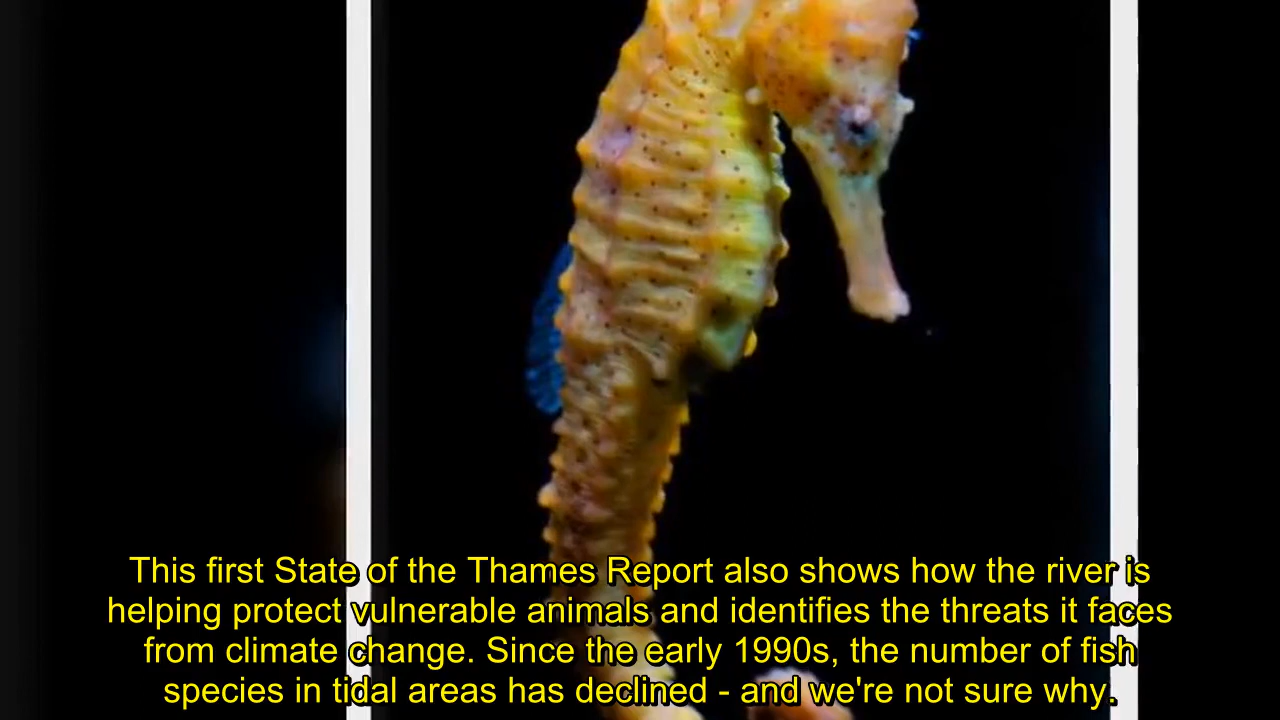 This first State of the Thames Report also shows how the river is
helping protect vulnerable animals and identifies the threats it faces
from climate change. Since the early 1990s, the number of fish
species in tidal areas has declined - and we're not sure why.